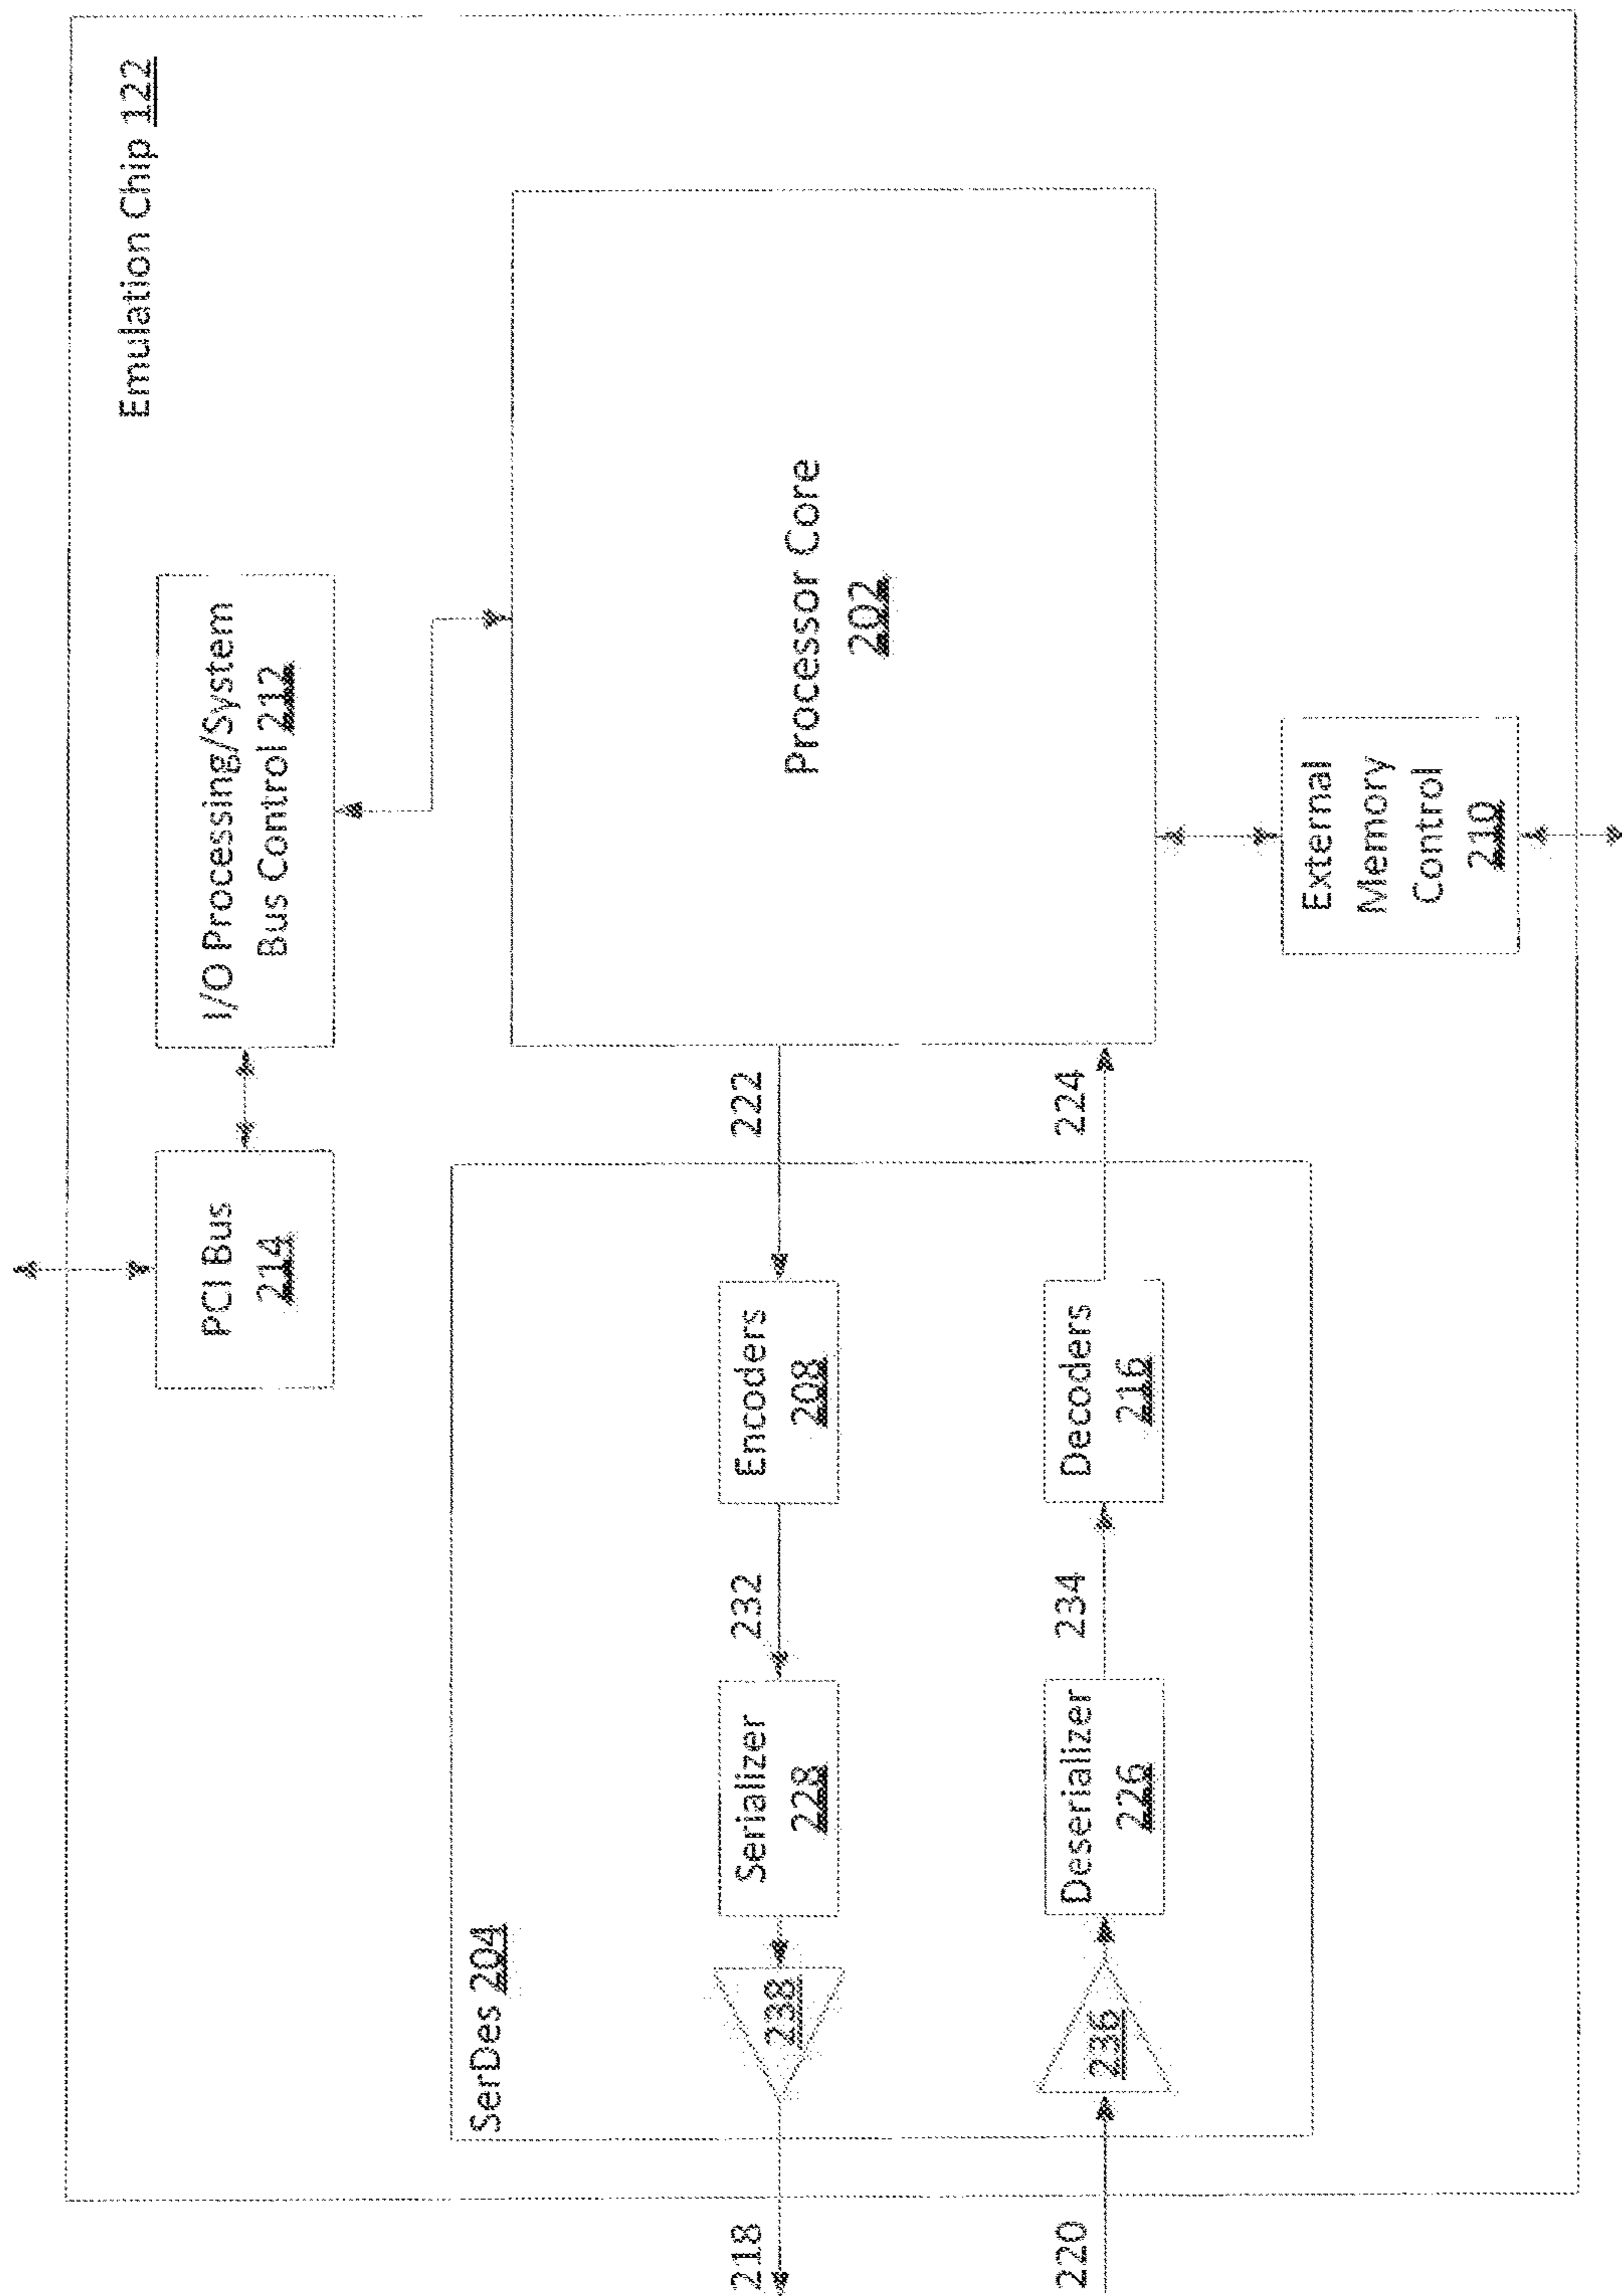 Emulation Chip 122
PCI Bus
214
I/O Processing/System
Bus Control 212
SerDes 204
Processor Core
202
218
238
Serializer
228
232
Encoders
208
222
220
236
Deserializer
226
234
Decoders
216
224
External
Memory
Control
210